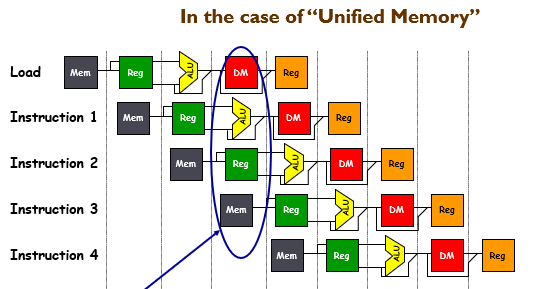 In the case of “Unified Memory”
Load Mem Reg ALU DM Reg
Instruction 1 Mem Reg ALU DM Reg
Instruction 2 Mem Reg ALU DM Reg
Instruction 3 Mem Reg ALU DM Reg
Instruction 4 Mem Reg ALU DM Reg